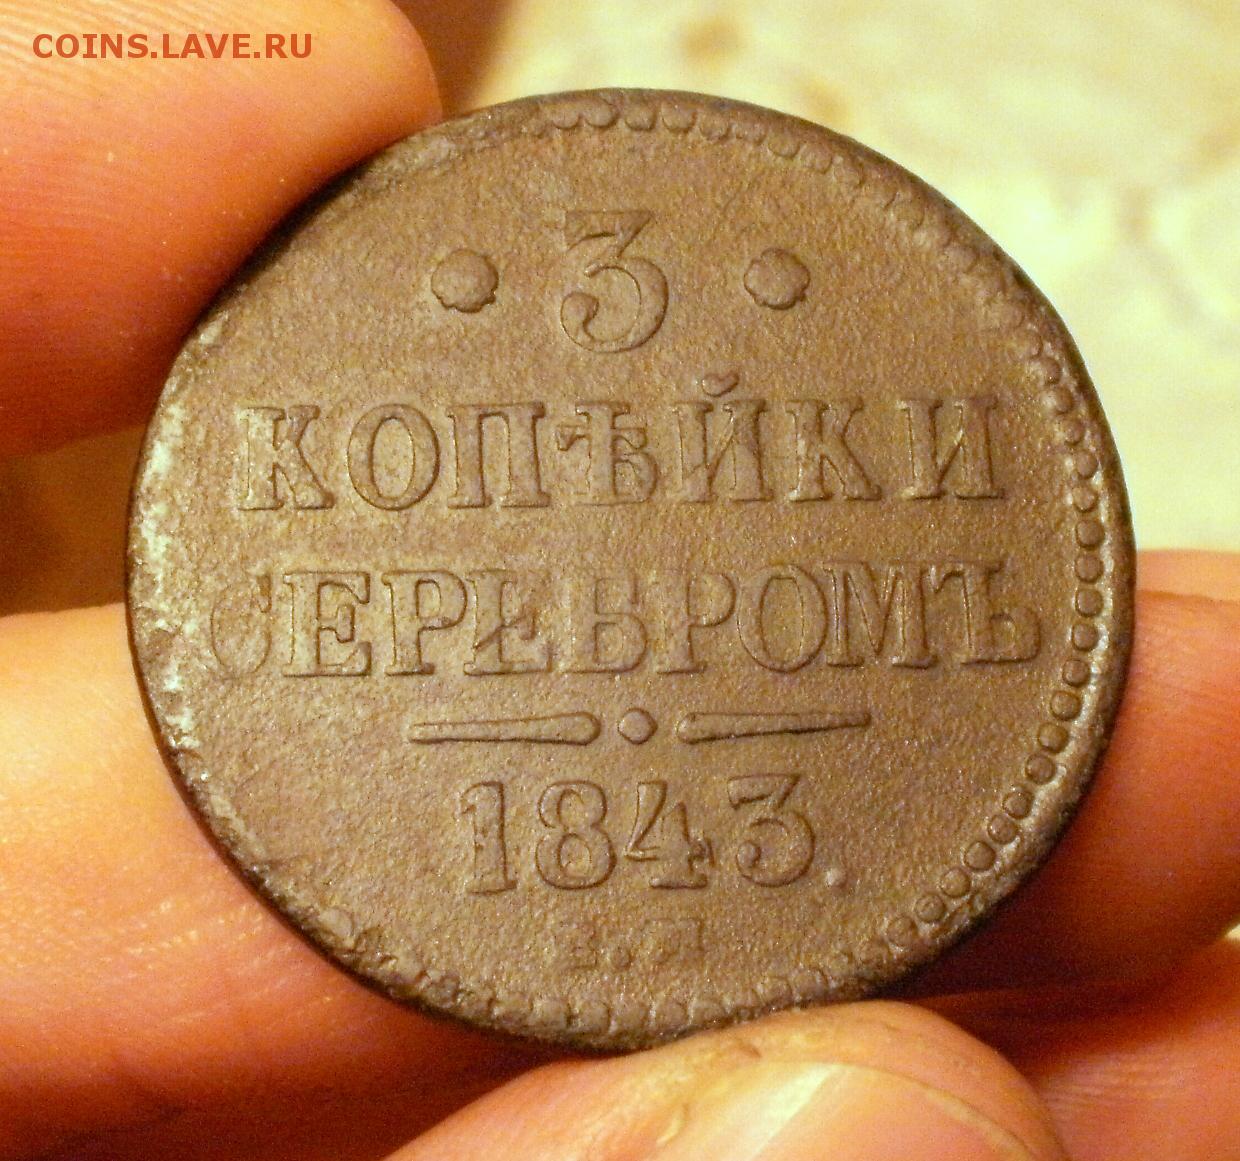 COINS.LAVE.RU
• 3 •
КОПѢЙКИ
СЕРЕБРОМЪ
1843.